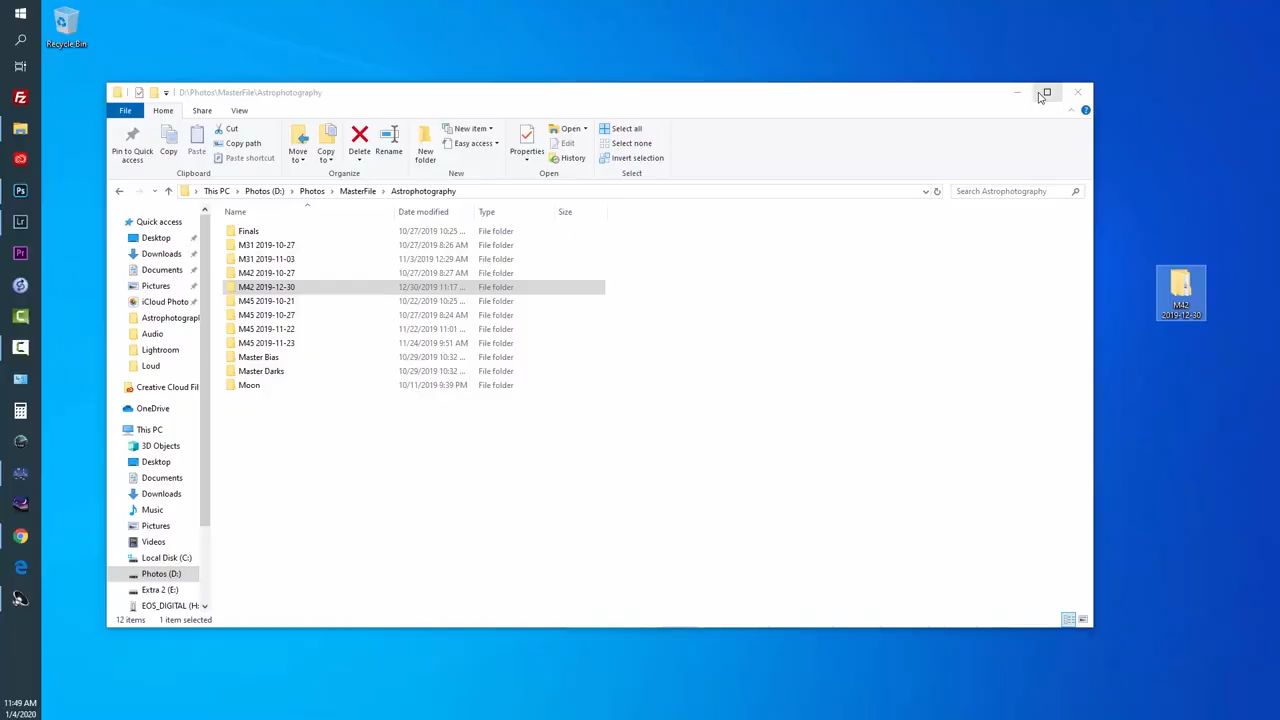 Recycle Bin
D:\Photos\MasterFile\Astrophotography
File Home Share View
Pin to Quick access
Copy
Paste
Cut
Copy path
Paste shortcut
Clipboard
Move to
Copy to
Delete
Rename
Organize
New folder
New item
Easy access
New
Properties
Open
Edit
History
Open
Select all
Select none
Invert selection
Select
This PC Photos (D:) Photos MasterFile Astrophotography
Search Astrophotography
Name Date modified Type Size
Finals 10/27/2019 10:25 ... File folder
M31 2019-10-27 10/27/2019 8:26 AM File folder
M31 2019-11-03 11/3/2019 12:29 AM File folder
M42 2019-10-27 10/27/2019 8:27 AM File folder
M42 2019-12-30 12/30/2019 11:17 ... File folder
M45 2019-10-21 10/22/2019 10:25 ... File folder
M45 2019-10-27 10/27/2019 8:24 AM File folder
M45 2019-11-22 11/22/2019 11:01 ... File folder
M45 2019-11-23 11/24/2019 9:51 AM File folder
Master Bias 10/29/2019 10:32 ... File folder
Master Darks 10/29/2019 10:32 ... File folder
Moon 10/11/2019 9:39 PM File folder
Quick access
Desktop
Downloads
Documents
Pictures
iCloud Photo
Astrophotograph
Audio
Lightroom
Loud
Creative Cloud Fil
OneDrive
This PC
3D Objects
Desktop
Documents
Downloads
Music
Pictures
Videos
Local Disk (C:)
Photos (D:)
Extra 2 (E:)
EOS_DIGITAL (H:
12 items 1 item selected
M42
2019-12-30
Fz
Ps
Lr
Pr
11:49 AM
1/4/2020